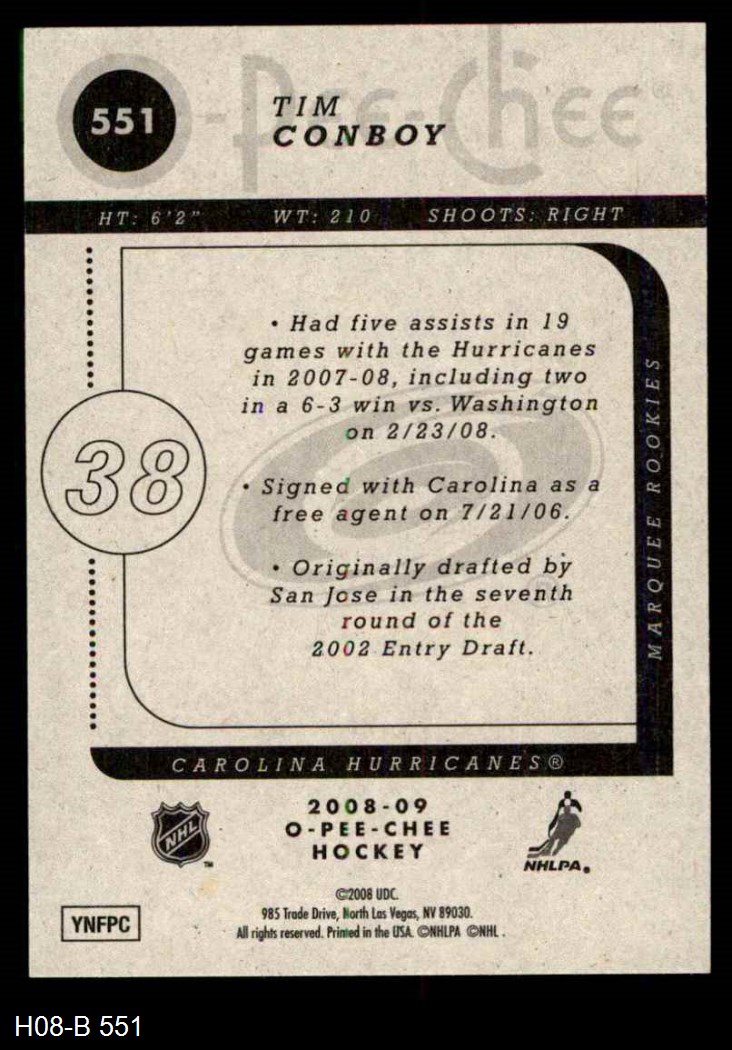 551
O-Pee-Chee®
TIM
CONBOY
HT: 6'2" WT: 210 SHOOTS: RIGHT
• Had five assists in 19
games with the Hurricanes
in 2007-08, including two
in a 6-3 win vs. Washington
on 2/23/08.
38
• Signed with Carolina as a
free agent on 7/21/06.
• Originally drafted by
San Jose in the seventh
round of the
2002 Entry Draft.
®
MARQUEE ROOKIES
CAROLINA HURRICANES®
NHL
TM
2008-09
O-PEE-CHEE
HOCKEY
NHLPA®
©2008 UDC.
985 Trade Drive, North Las Vegas, NV 89030.
All rights reserved. Printed in the USA. ©NHLPA ©NHL .
YNFPC
H08-B 551